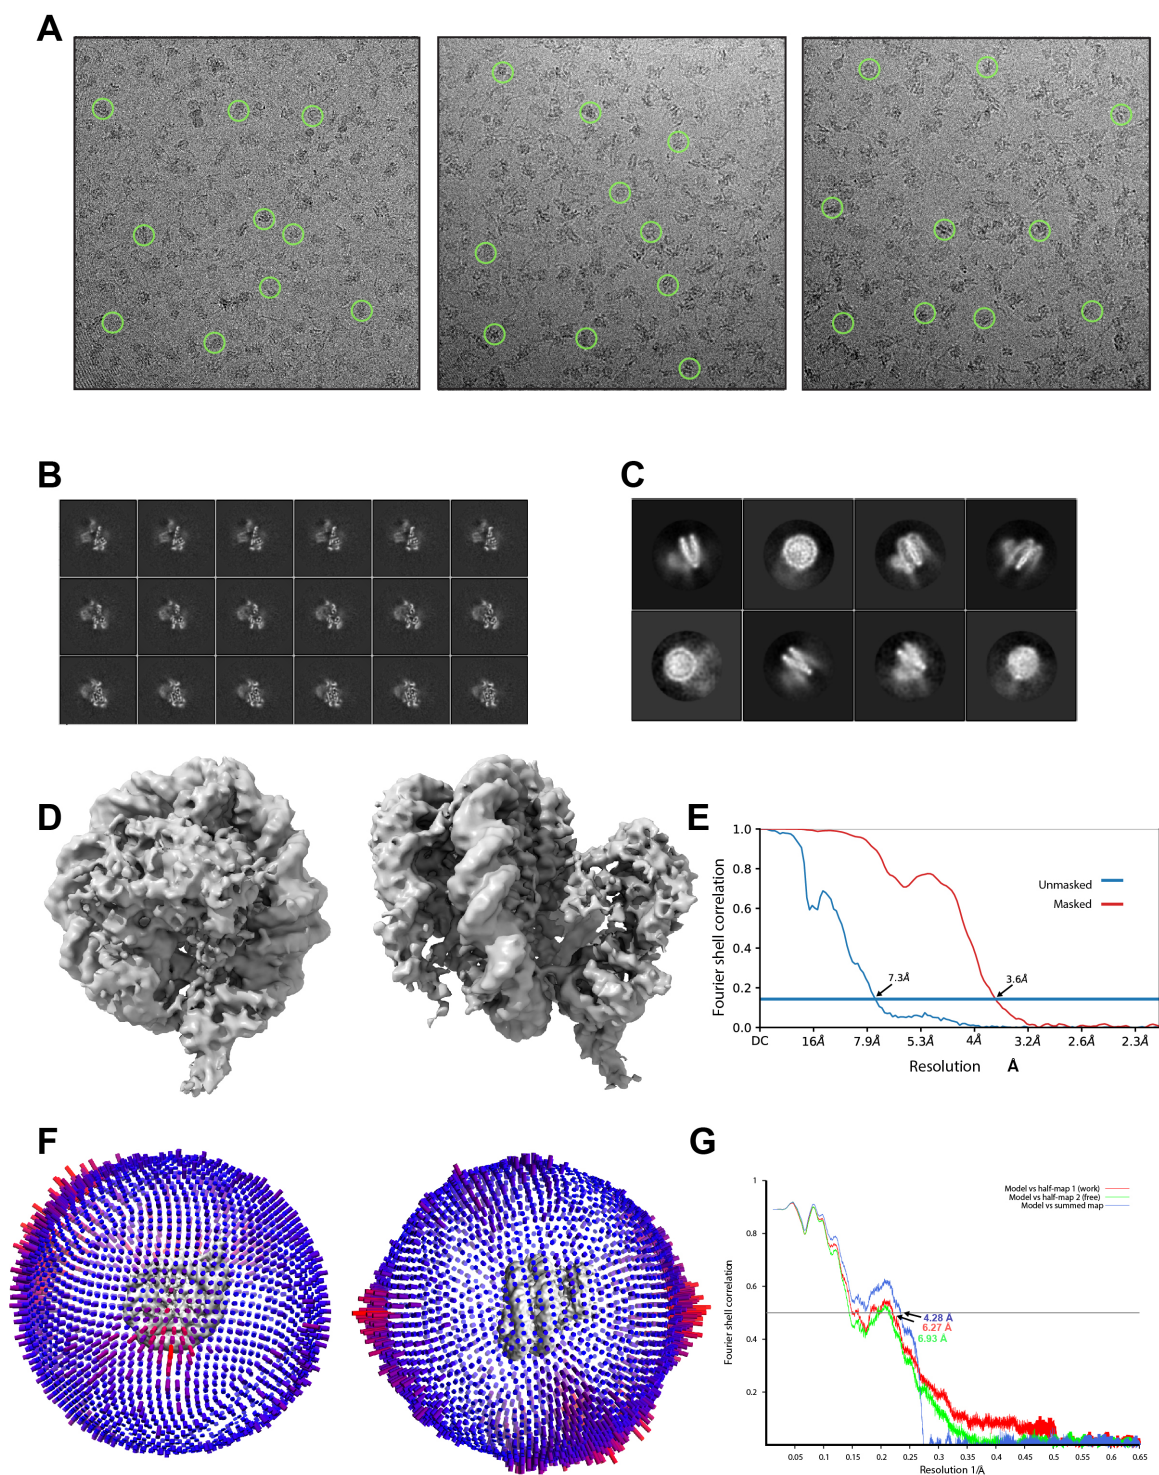 A
B
C
D
E
1.0
0.8
0.6
0.4
0.2
0.0
Fourier shell correlation
Unmasked
Masked
7.3Å
3.6Å
DC 16Å 7.9Å 5.3Å 4Å 3.2Å 2.6Å 2.3Å
Resolution Å
F
G
1
0.8
0.6
0.4
0.2
Fourier shell correlation
Model vs half-map 1 (work)
Model vs half-map 2 (free)
Model vs summed map
4.28 Å
6.27 Å
6.93 Å
0.05 0.1 0.15 0.2 0.25 0.3 0.35 0.4 0.45 0.5 0.55 0.6 0.65
Resolution 1/Å